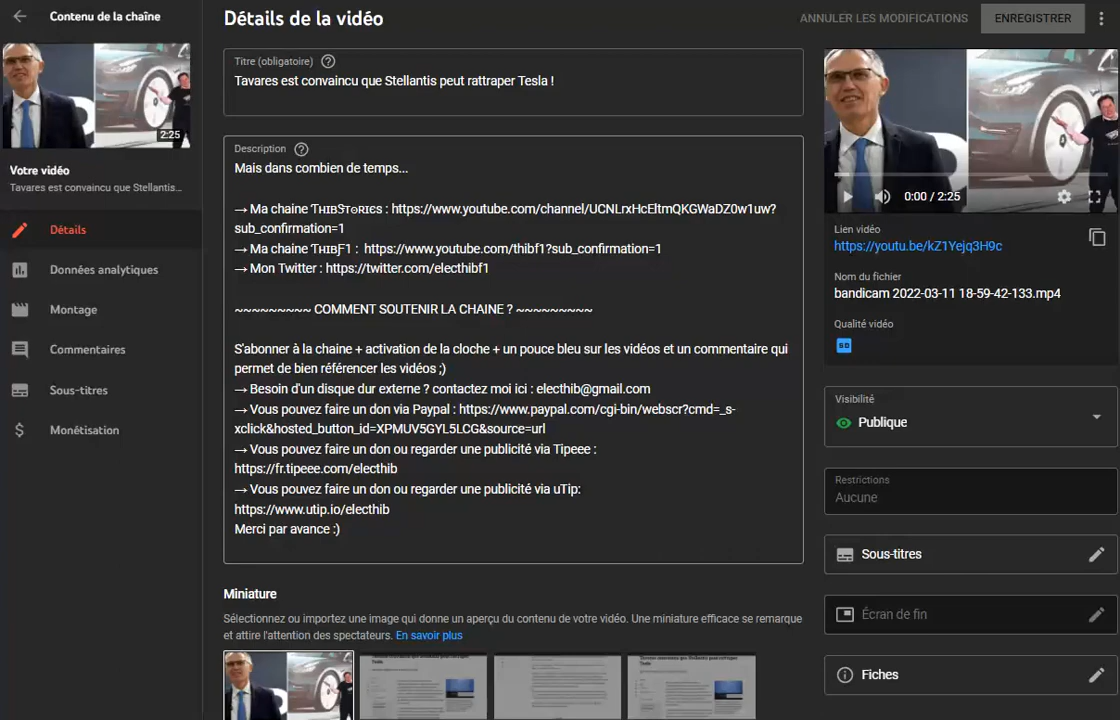 Contenu de la chaîne
2:25
Votre vidéo
Tavares est convaincu que Stellantis...
Détails
Données analytiques
Montage
Commentaires
Sous-titres
Monétisation
Détails de la vidéo
ANNULER LES MODIFICATIONS
ENREGISTRER
Titre (obligatoire)
Tavares est convaincu que Stellantis peut rattraper Tesla !
Description
Mais dans combien de temps...
→ Ma chaine ƬʜɪʙSᴛᴏʀɪᴇs : https://www.youtube.com/channel/UCNLrxHcEltmQKGWaDZ0w1uw?
sub_confirmation=1
→ Ma chaine ƬʜɪʙƑ1 : https://www.youtube.com/thibf1?sub_confirmation=1
→ Mon Twitter : https://twitter.com/electhibf1
~~~~~~~~~ COMMENT SOUTENIR LA CHAINE ? ~~~~~~~~~
S'abonner à la chaine + activation de la cloche + un pouce bleu sur les vidéos et un commentaire qui
permet de bien référencer les vidéos ;)
→ Besoin d'un disque dur externe ? contactez moi ici : electhib@gmail.com
→ Vous pouvez faire un don via Paypal : https://www.paypal.com/cgi-bin/webscr?cmd=_s-
xclick&hosted_button_id=XPMUV5GYL5LCG&source=url
→ Vous pouvez faire un don ou regarder une publicité via Tipeee :
https://fr.tipeee.com/electhib
→ Vous pouvez faire un don ou regarder une publicité via uTip:
https://www.utip.io/electhib
Merci par avance :)
Miniature
Sélectionnez ou importez une image qui donne un aperçu du contenu de votre vidéo. Une miniature efficace se remarque
et attire l'attention des spectateurs. En savoir plus
0:00 / 2:25
Lien vidéo
https://youtu.be/kZ1Yejq3H9c
Nom du fichier
bandicam 2022-03-11 18-59-42-133.mp4
Qualité vidéo
SD
Visibilité
Publique
Restrictions
Aucune
Sous-titres
Écran de fin
Fiches